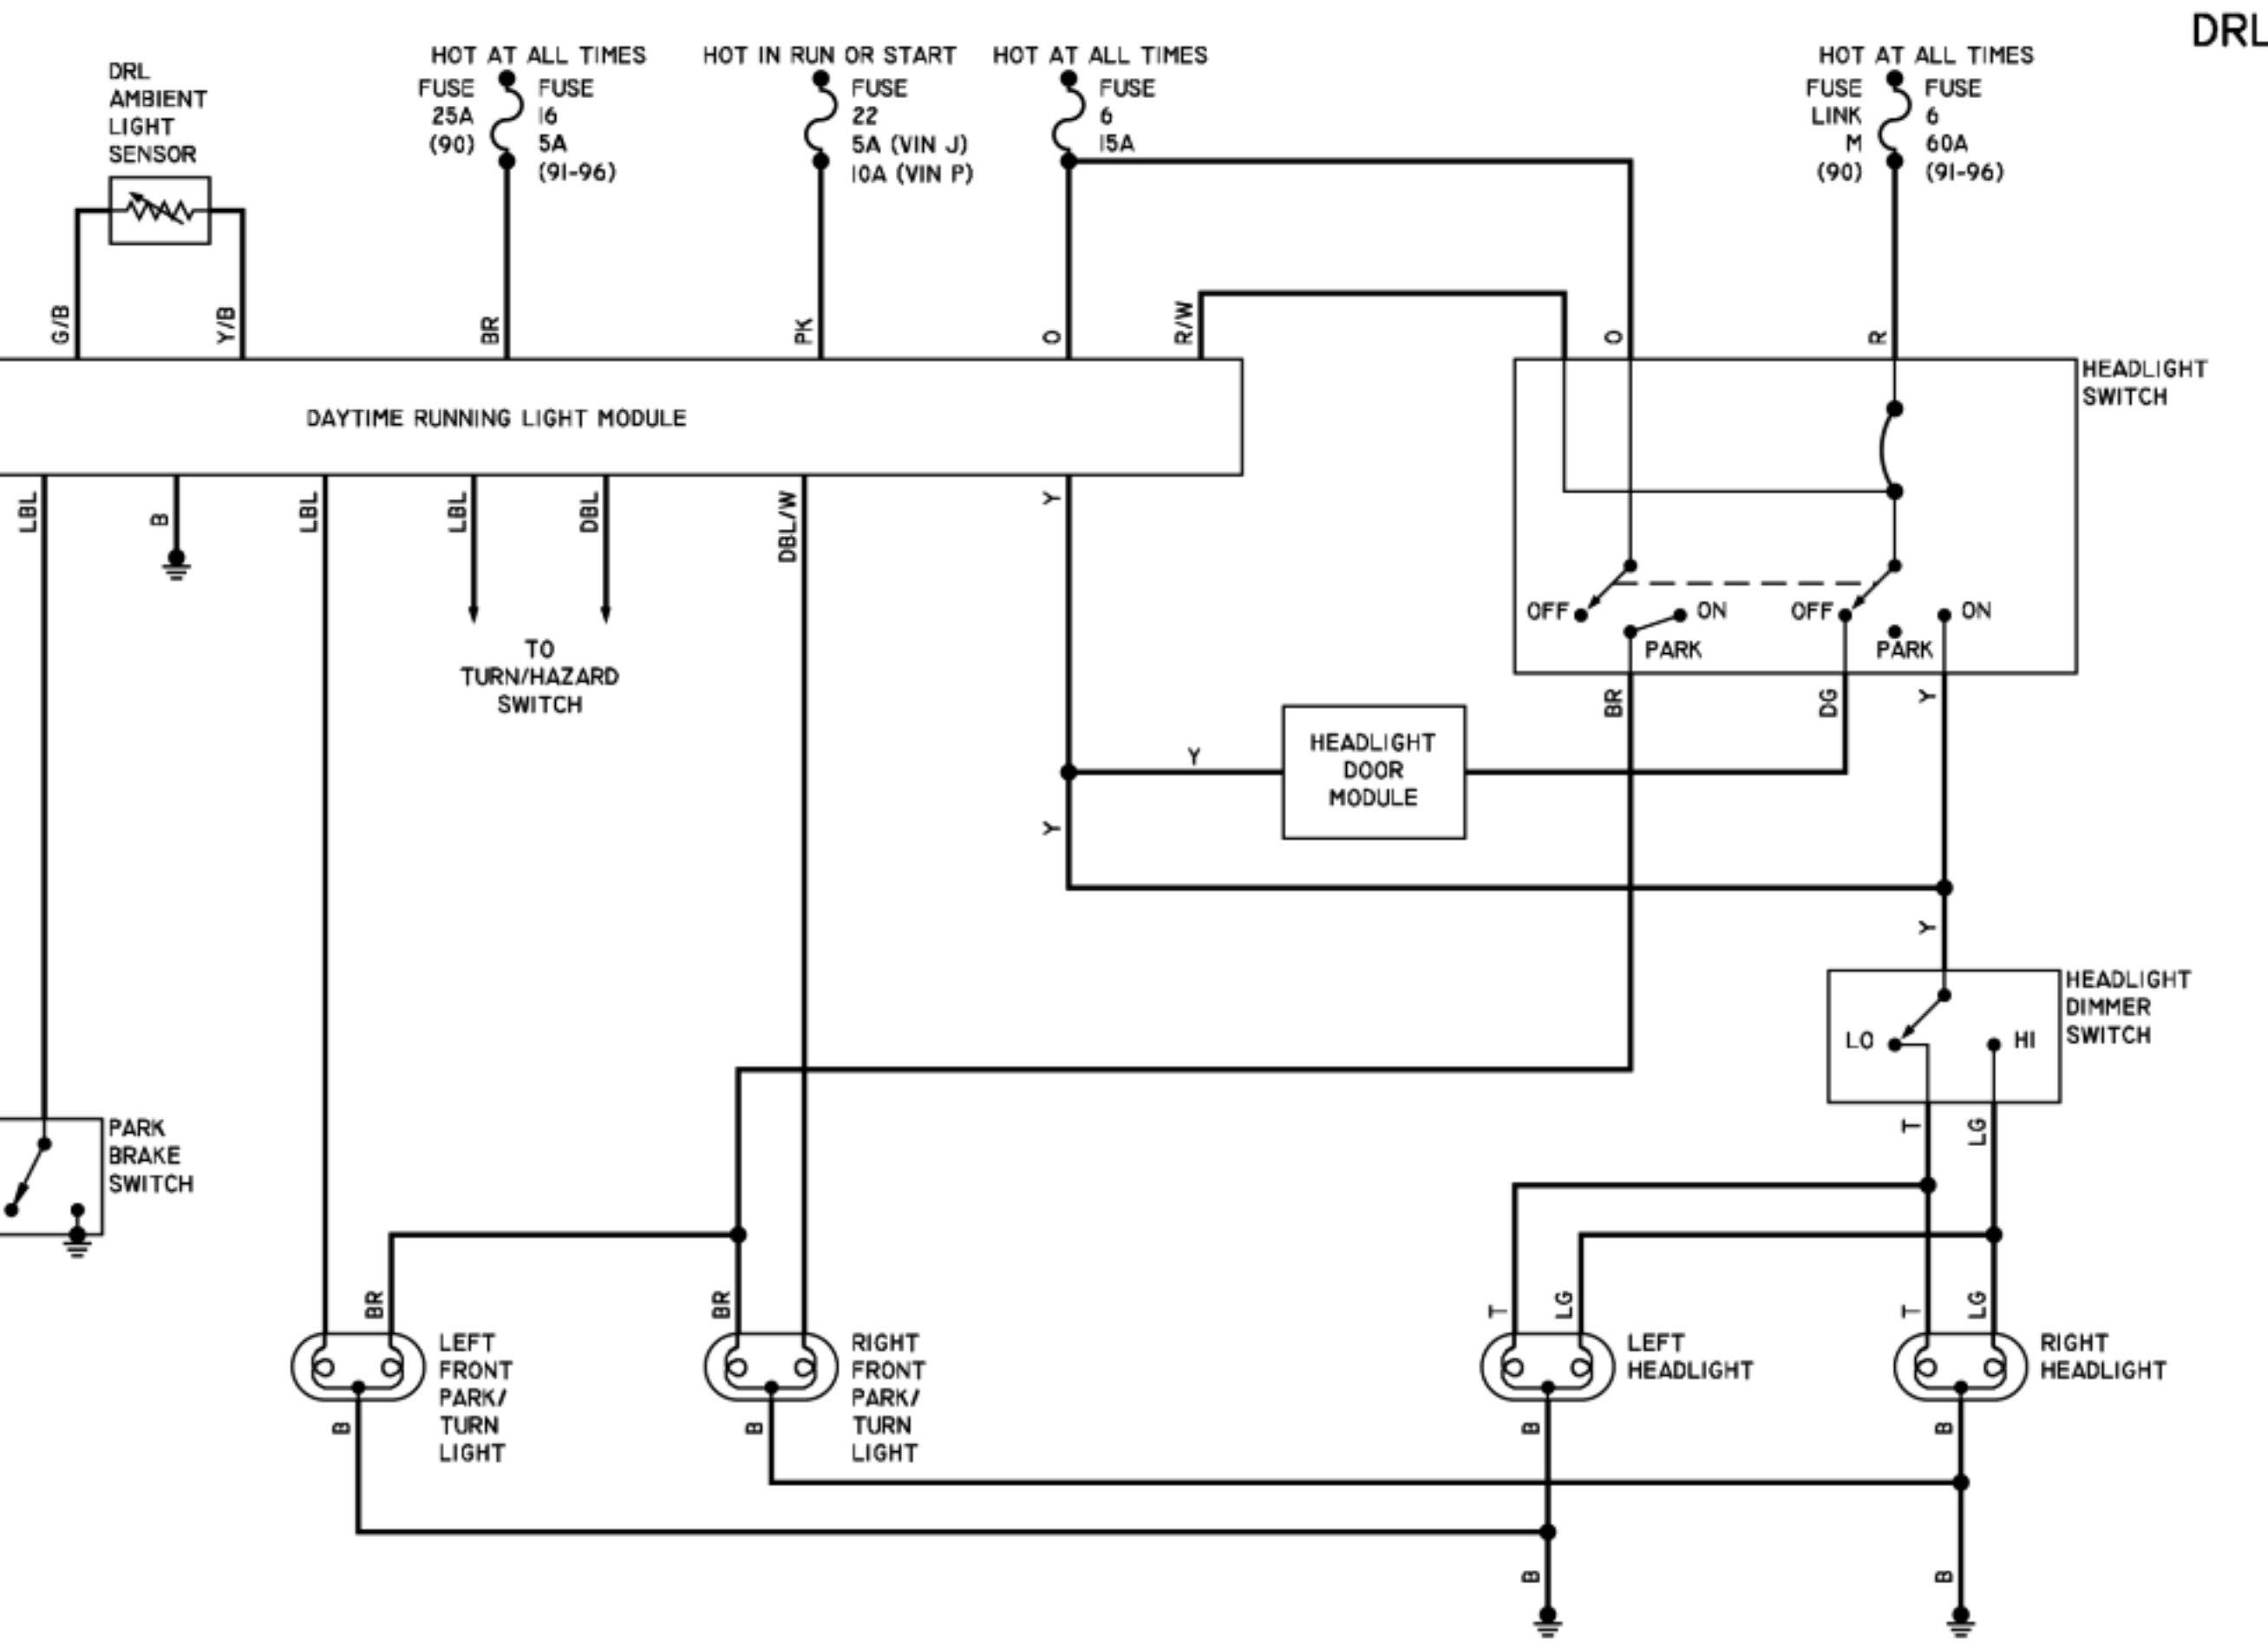 DRL
DRL
AMBIENT
LIGHT
SENSOR
HOT AT ALL TIMES
FUSE
25A
(90)
FUSE
16
5A
(91-96)
HOT IN RUN OR START
FUSE
22
5A (VIN J)
10A (VIN P)
HOT AT ALL TIMES
FUSE
6
15A
HOT AT ALL TIMES
FUSE
LINK
M
(90)
FUSE
6
60A
(91-96)
G/B
Y/B
BR
PK
O
R/W
O
R
DAYTIME RUNNING LIGHT MODULE
HEADLIGHT
SWITCH
LBL
B
LBL
LBL
DBL
DBL/W
Y
TO
TURN/HAZARD
SWITCH
OFF
ON
PARK
OFF
ON
PARK
BR
DG
Y
Y
HEADLIGHT
DOOR
MODULE
Y
Y
HEADLIGHT
DIMMER
SWITCH
LO
HI
T
LG
PARK
BRAKE
SWITCH
BR
BR
T
LG
T
LG
LEFT
FRONT
PARK/
TURN
LIGHT
RIGHT
FRONT
PARK/
TURN
LIGHT
LEFT
HEADLIGHT
RIGHT
HEADLIGHT
B
B
B
B
B
B